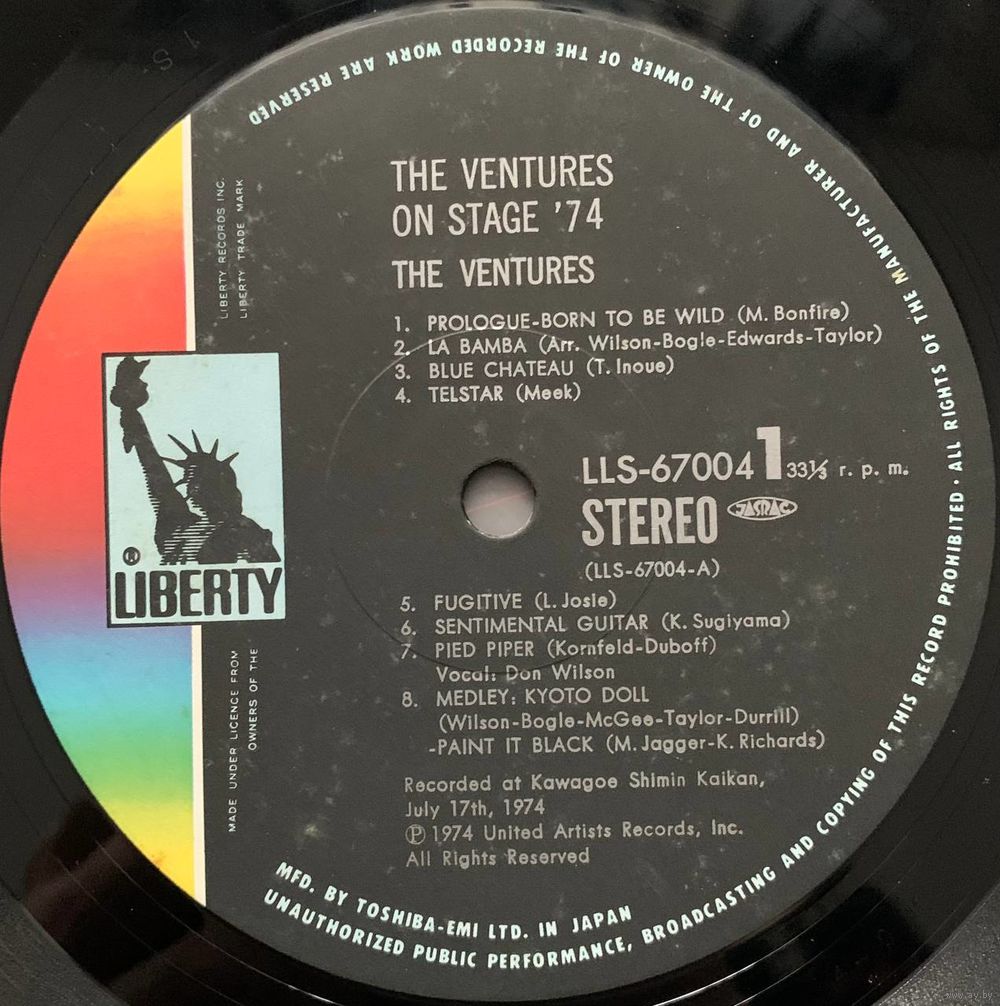 THE VENTURES
ON STAGE '74
THE VENTURES
1. PROLOGUE-BORN TO BE WILD (M. Bonfire)
2. LA BAMBA (Arr. Wilson-Bogle-Edwards-Taylor)
3. BLUE CHATEAU (T. Inoue)
4. TELSTAR (Meek)
LLS-67004 1 33⅓ r. p. m.
STEREO JASRAC
(LLS-67004-A)
5. FUGITIVE (L. Josie)
6. SENTIMENTAL GUITAR (K. Sugiyama)
7. PIED PIPER (Kornfeld-Duboff)
Vocal: Don Wilson
8. MEDLEY: KYOTO DOLL
(Wilson-Bogle-McGee-Taylor-Durrill)
-PAINT IT BLACK (M. Jagger-K. Richards)
Recorded at Kawagoe Shimin Kaikan,
July 17th, 1974
Ⓟ 1974 United Artists Records, Inc.
All Rights Reserved
® LIBERTY
LIBERTY RECORDS INC.
LIBERTY TRADE MARK
MADE UNDER LICENCE FROM
OWNERS OF THE
MFD. BY TOSHIBA-EMI LTD. IN JAPAN
UNAUTHORIZED PUBLIC PERFORMANCE, BROADCASTING AND COPYING OF THIS RECORD PROHIBITED · ALL RIGHTS OF THE MANUFACTURER AND OF THE OWNER OF THE RECORDED WORK ARE RESERVED
www.ay.by